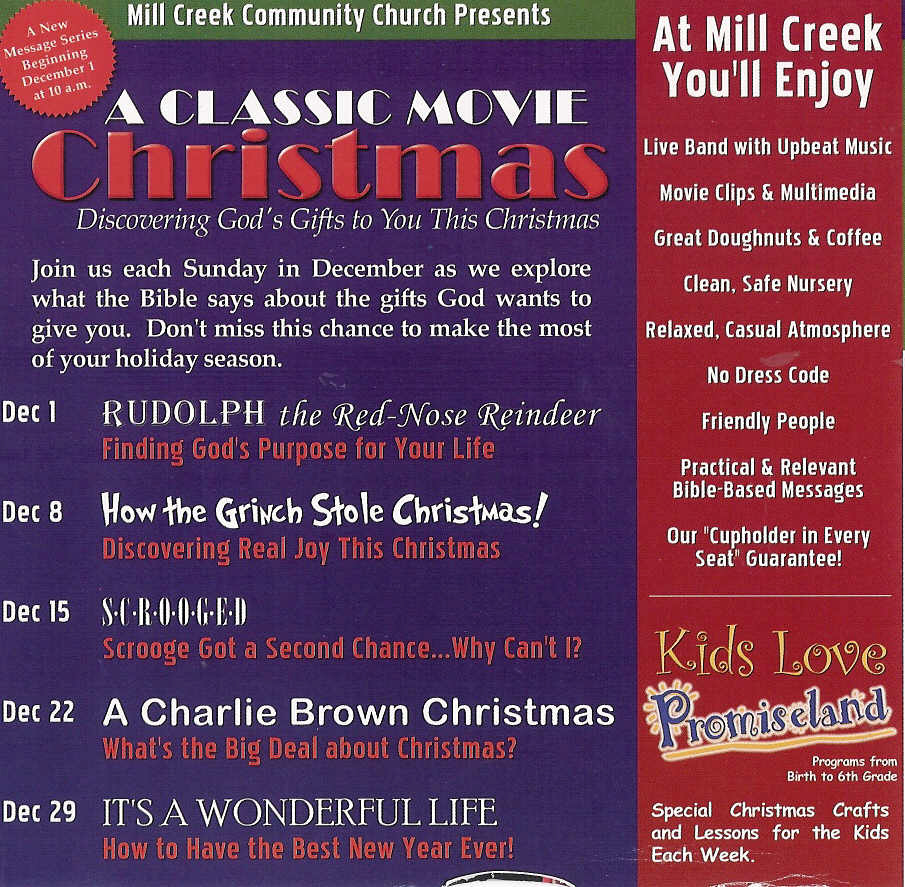 Mill Creek Community Church Presents
A New
Message Series
Beginning
December 1
at 10 a.m.
A CLASSIC MOVIE
Christmas
Discovering God's Gifts to You This Christmas
Join us each Sunday in December as we explore
what the Bible says about the gifts God wants to
give you.  Don't miss this chance to make the most
of your holiday season.
Dec 1 RUDOLPH the Red-Nose Reindeer
Finding God's Purpose for Your Life
Dec 8 How the Grinch Stole Christmas!
Discovering Real Joy This Christmas
Dec 15 S·C·R·O·O·G·E·D
Scrooge Got a Second Chance...Why Can't I?
Dec 22 A Charlie Brown Christmas
What's the Big Deal about Christmas?
Dec 29 IT'S A WONDERFUL LIFE
How to Have the Best New Year Ever!
At Mill Creek
You'll Enjoy
Live Band with Upbeat Music
Movie Clips & Multimedia
Great Doughnuts & Coffee
Clean, Safe Nursery
Relaxed, Casual Atmosphere
No Dress Code
Friendly People
Practical & Relevant
Bible-Based Messages
Our "Cupholder in Every
Seat" Guarantee!
Kids Love
Promiseland
Programs from
Birth to 6th Grade
Special Christmas Crafts
and Lessons for the Kids
Each Week.